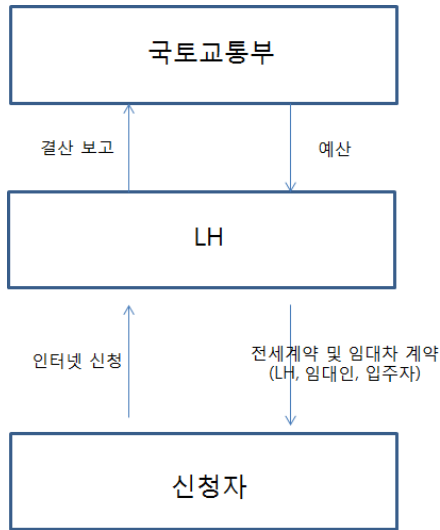 국토교통부
결산 보고
예산
LH
인터넷 신청
전세계약 및 임대차 계약
(LH, 임대인, 입주자)
신청자